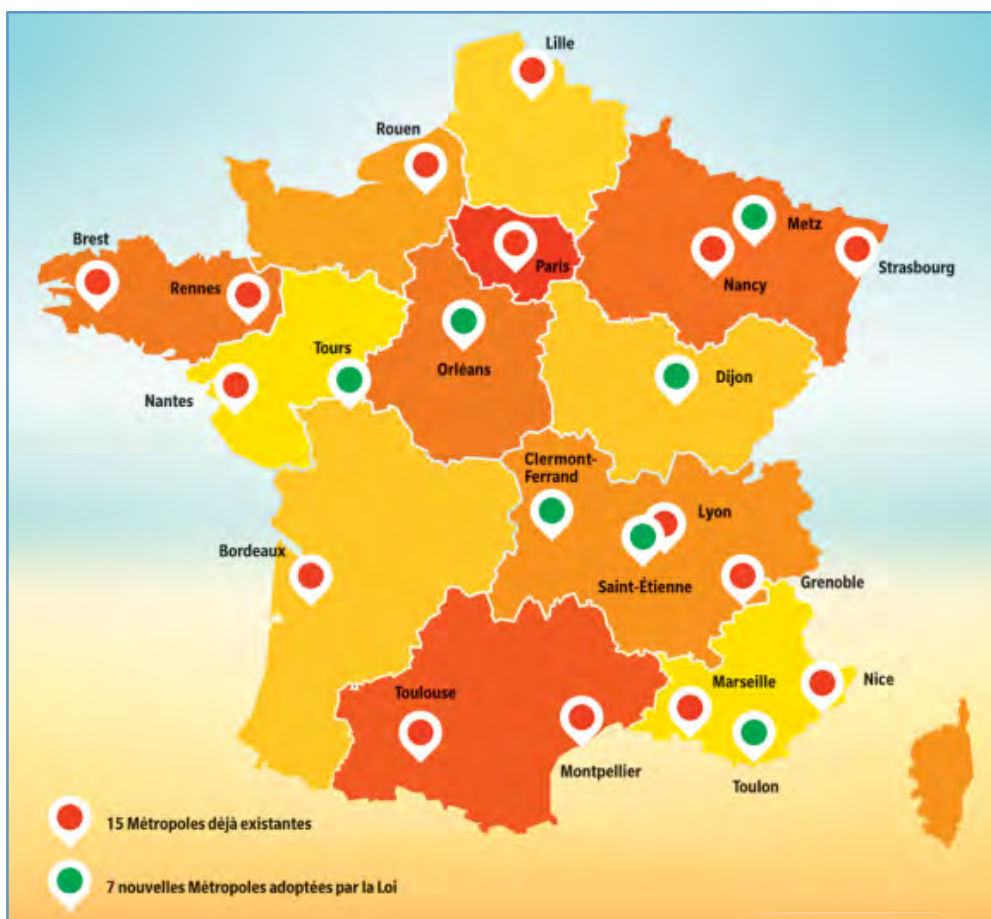 Lille
Rouen
Metz
Brest
Paris
Strasbourg
Rennes
Nancy
Tours
Orléans
Dijon
Nantes
Clermont-
Ferrand
Lyon
Bordeaux
Saint-Étienne
Grenoble
Marseille
Nice
Toulouse
Montpellier
Toulon
15 Métropoles déjà existantes
7 nouvelles Métropoles adoptées par la Loi